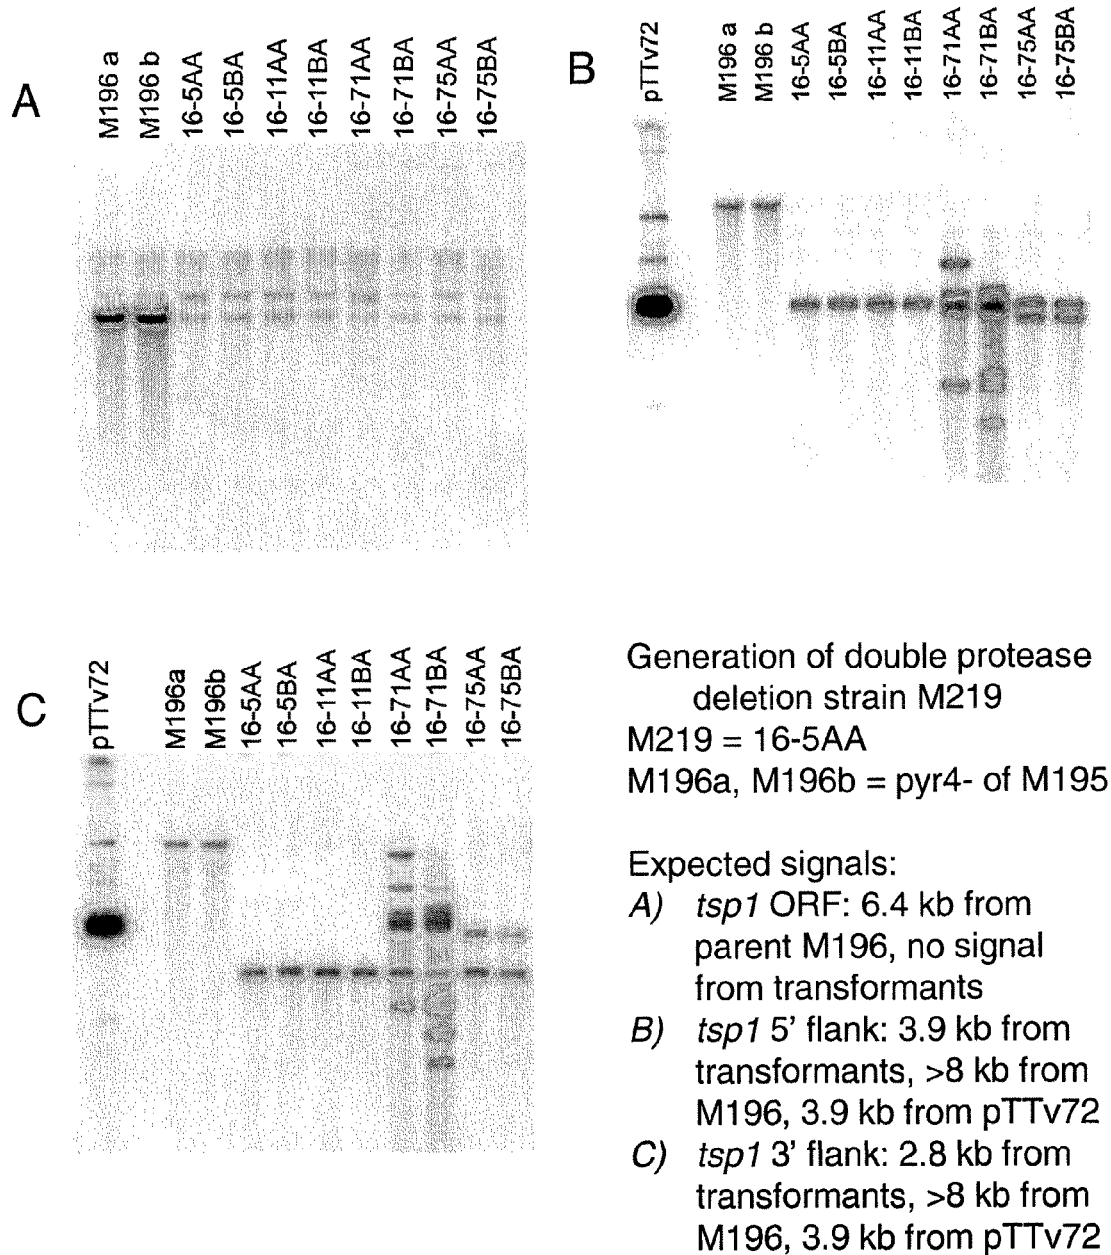 A
M196 a
M196 b
16-5AA
16-5BA
16-11AA
16-11BA
16-71AA
16-71BA
16-75AA
16-75BA
B
pTTv72
M196 a
M196 b
16-5AA
16-5BA
16-11AA
16-11BA
16-71AA
16-71BA
16-75AA
16-75BA
C
pTTv72
M196a
M196b
16-5AA
16-5BA
16-11AA
16-11BA
16-71AA
16-71BA
16-75AA
16-75BA
Generation of double protease
deletion strain M219
M219 = 16-5AA
M196a, M196b = pyr4- of M195
Expected signals:
A) tsp1 ORF: 6.4 kb from
parent M196, no signal
from transformants
B) tsp1 5' flank: 3.9 kb from
transformants, >8 kb from
M196, 3.9 kb from pTTv72
C) tsp1 3' flank: 2.8 kb from
transformants, >8 kb from
M196, 3.9 kb from pTTv72